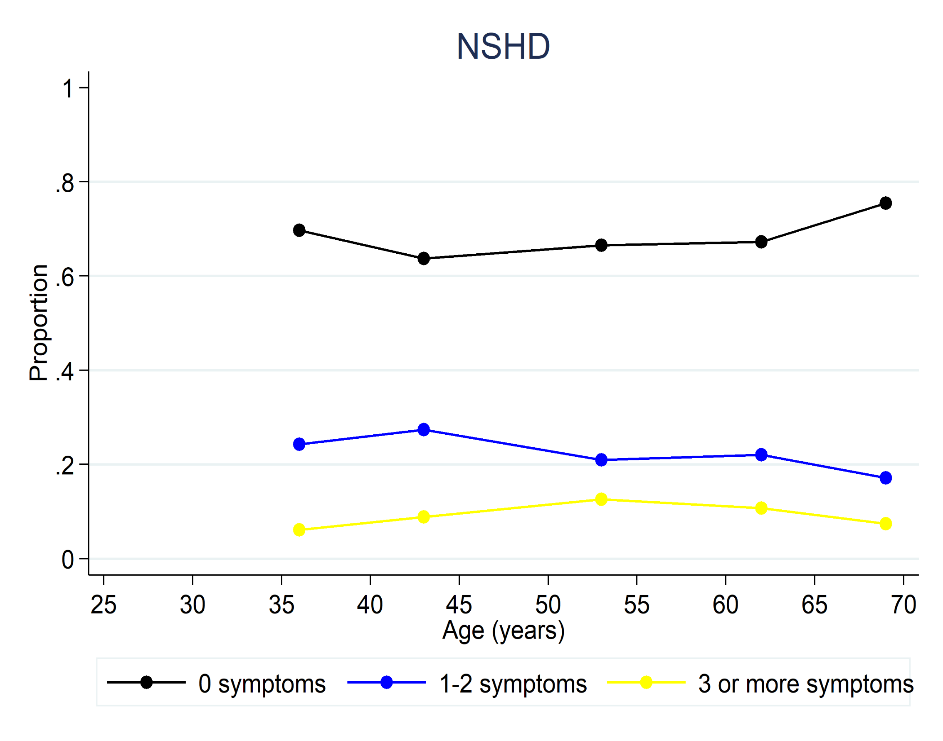 NSHD
1
.8
.6
.4
.2
0
Proportion
25 30 35 40 45 50 55 60 65 70
Age (years)
0 symptoms 1-2 symptoms 3 or more symptoms